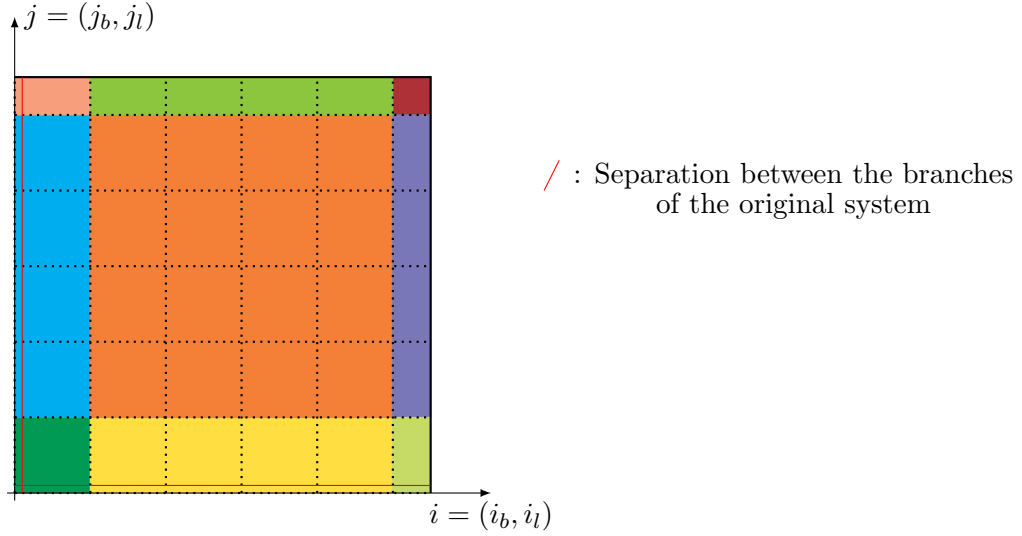 j = (j_b, j_l)
/ : Separation between the branches
of the original system
i = (i_b, i_l)